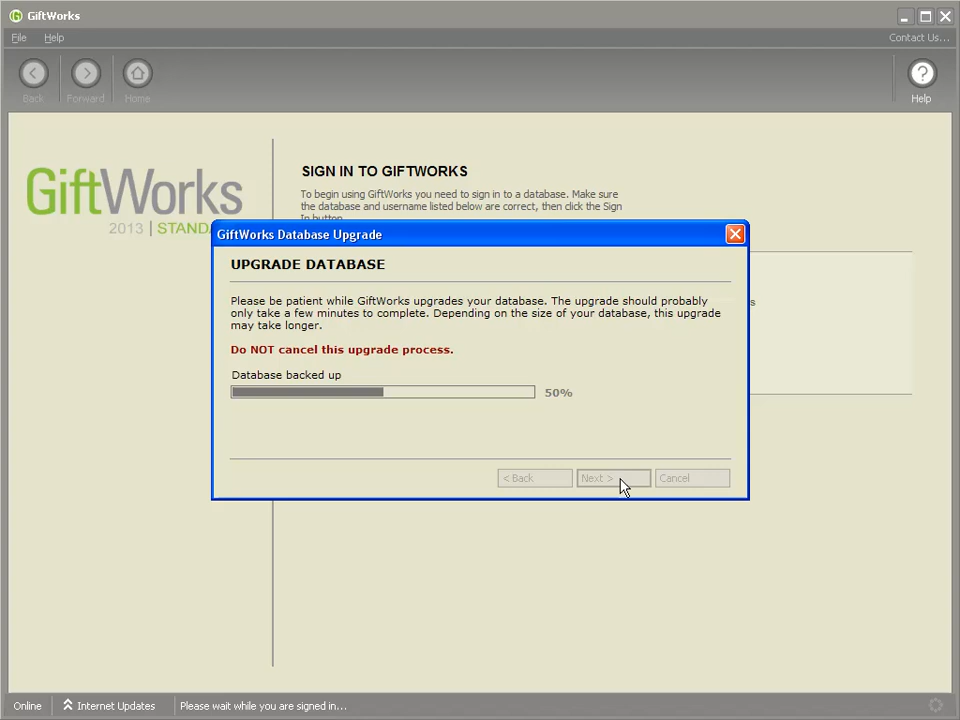 GiftWorks
File Help Contact Us...
Back Forward Home Help
GiftWorks
2013 | STANDA
SIGN IN TO GIFTWORKS
To begin using GiftWorks you need to sign in to a database. Make sure
the database and username listed below are correct, then click the Sign
In button.
GiftWorks Database Upgrade
UPGRADE DATABASE
Please be patient while GiftWorks upgrades your database. The upgrade should probably
only take a few minutes to complete. Depending on the size of your database, this upgrade
may take longer.
Do NOT cancel this upgrade process.
Database backed up
50%
< Back Next > Cancel
Online Internet Updates Please wait while you are signed in...